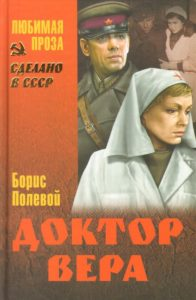 ЛЮБИМАЯ
ПРОЗА
СДЕЛАНО
В СССР
Борис
Полевой
ДОКТОР
ВЕРА